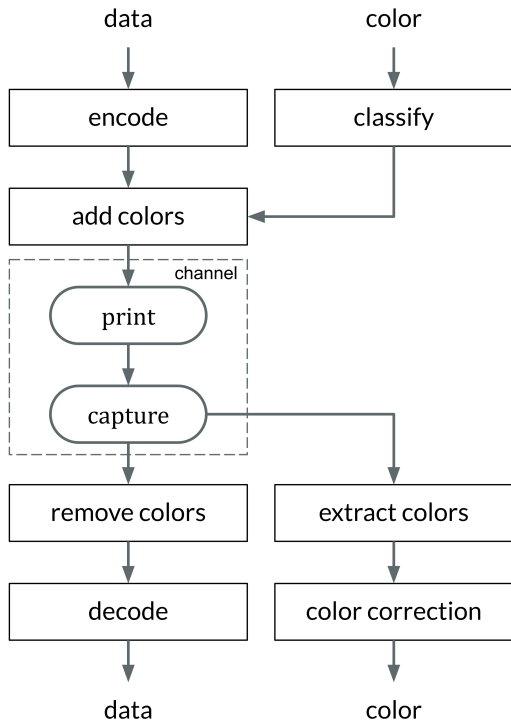 data color
encode classify
add colors
channel
print
capture
remove colors extract colors
decode color correction
data color